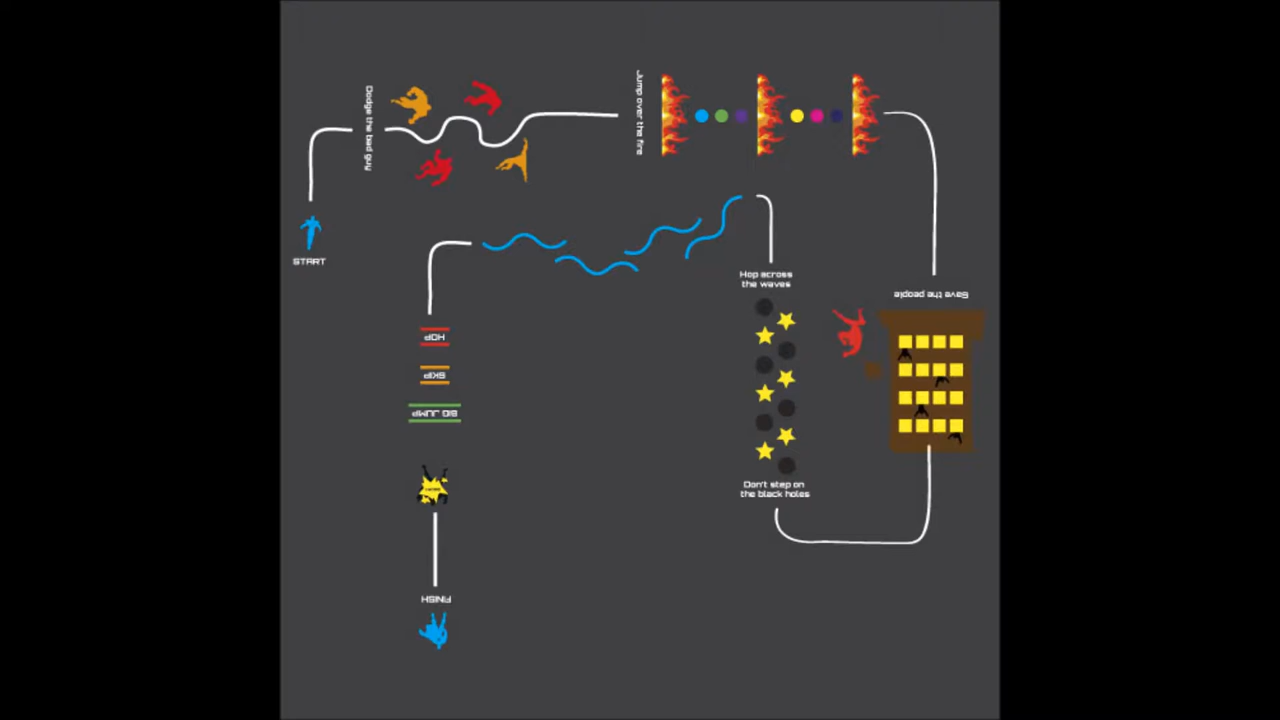 START
Dodge the bad guy
Jump over the fire
Save the people
Don't step on
the black holes
Hop across
the waves
HOP
SKIP
BIG JUMP
FINISH